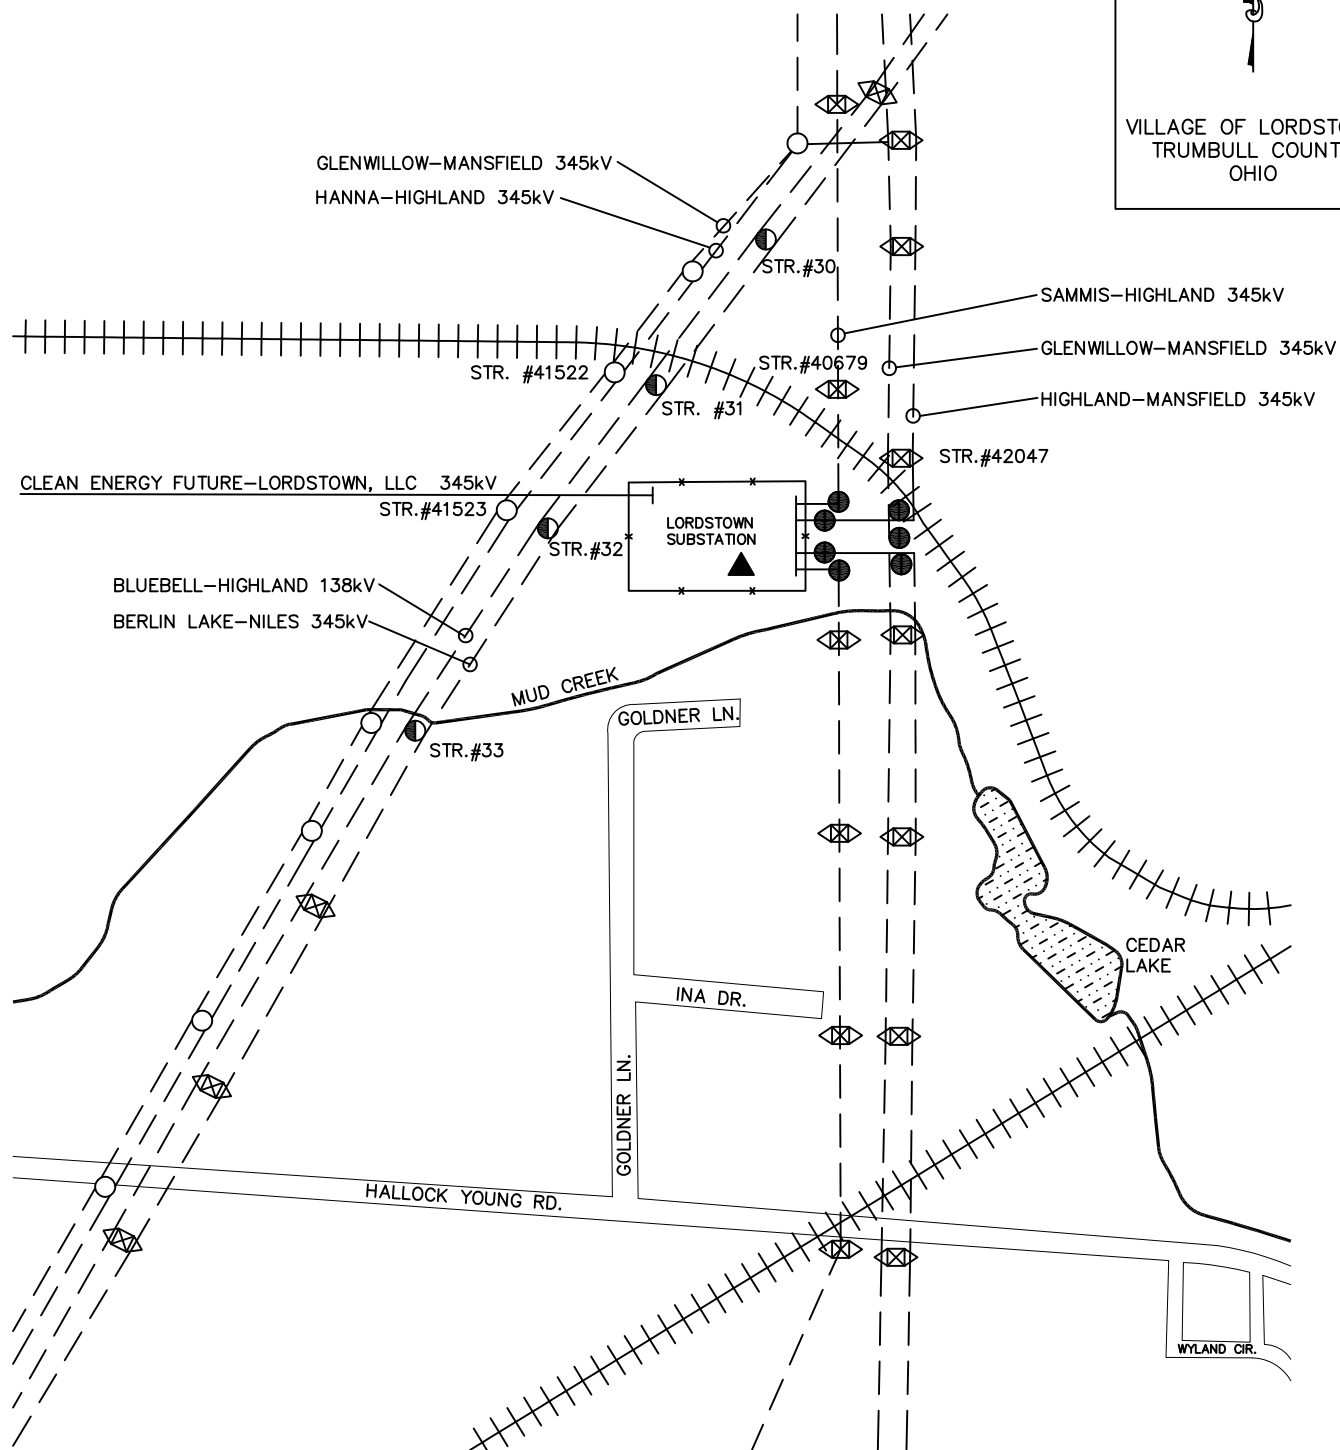 VILLAGE OF
TRUMBULL
OHIO
GLENWILLOW-MANSFIELD 345kV
HANNA-HIGHLAND 345kV
STR.#30
SAMMIS-HIGHLAND 345kV
GLENWILLOW-MANSFIELD 345kV
STR.#40679
STR. #41522
STR. #31
HIGHLAND-MANSFIELD 345kV
STR.#42047
CLEAN ENERGY FUTURE-LORDSTOWN, LLC 345kV
STR.#41523
LORDSTOWN
SUBSTATION
STR.#32
BLUEBELL-HIGHLAND 138kV
BERLIN LAKE-NILES 345kV
MUD CREEK
GOLDNER LN.
STR.#33
CEDAR
LAKE
INA DR.
GOLDNER LN.
HALLOCK YOUNG RD.
WYLAND CIR.